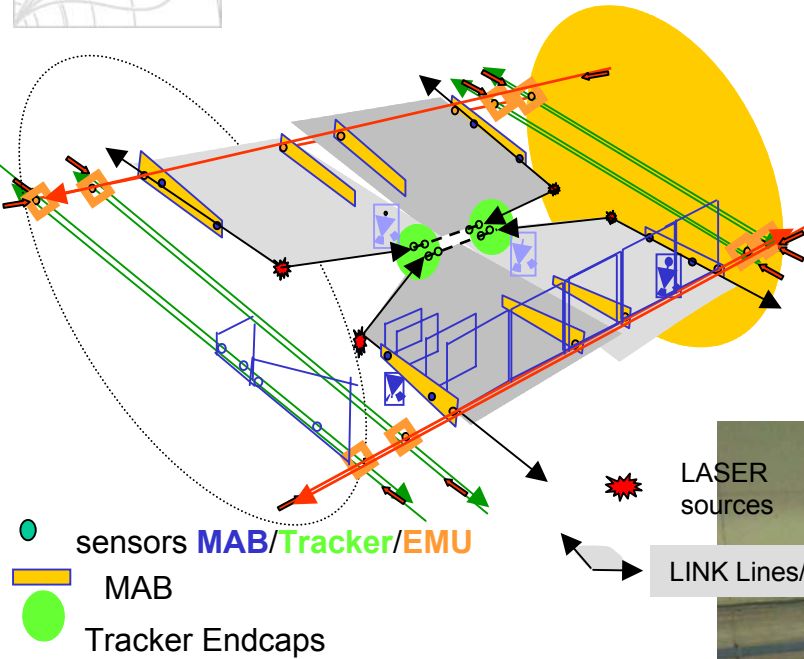 LASER
sources
sensors MAB/Tracker/EMU
LINK Lines/
MAB
Tracker Endcaps